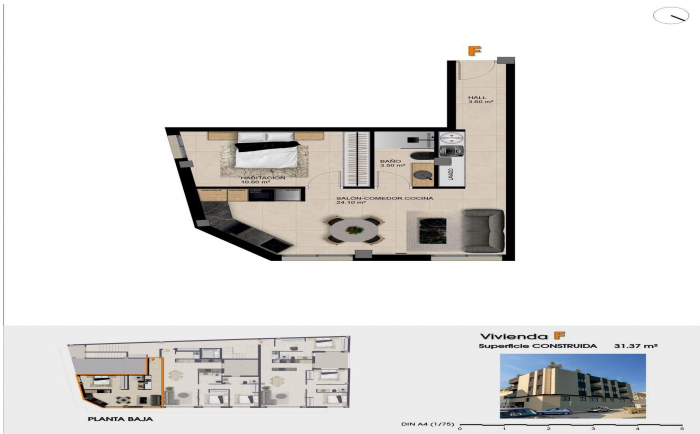 F
HALL
3.60 m²
BAÑO
3.50 m²
LAVADO
HABITACIÓN
10.60 m²
SALÓN-COMEDOR.COCINA
24.10 m²
Vivienda F
Superficie CONSTRUIDA 31.37 m²
PLANTA BAJA
DIN A4 (1/75)
0 1 2 3 4 5